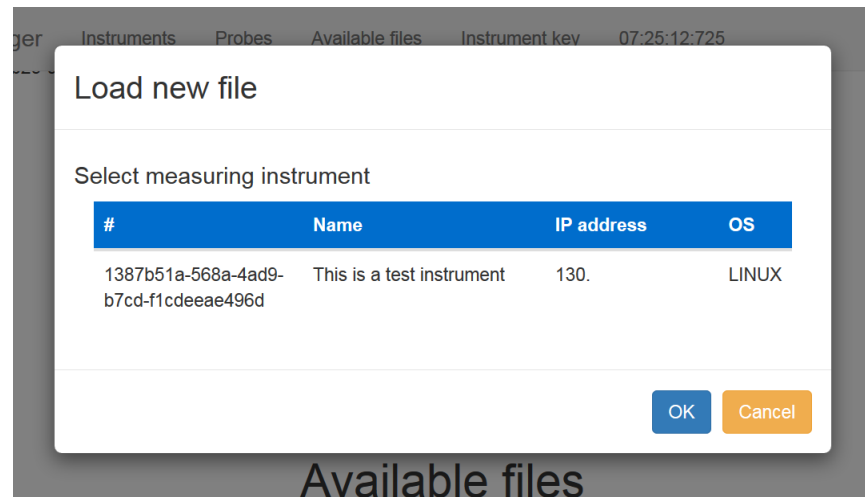 ger Instruments Probes Available files Instrument key 07:25:12:725
Load new file
Select measuring instrument
# Name IP address OS
1387b51a-568a-4ad9- This is a test instrument 130. LINUX
b7cd-f1cdeeae496d
OK Cancel
Available files